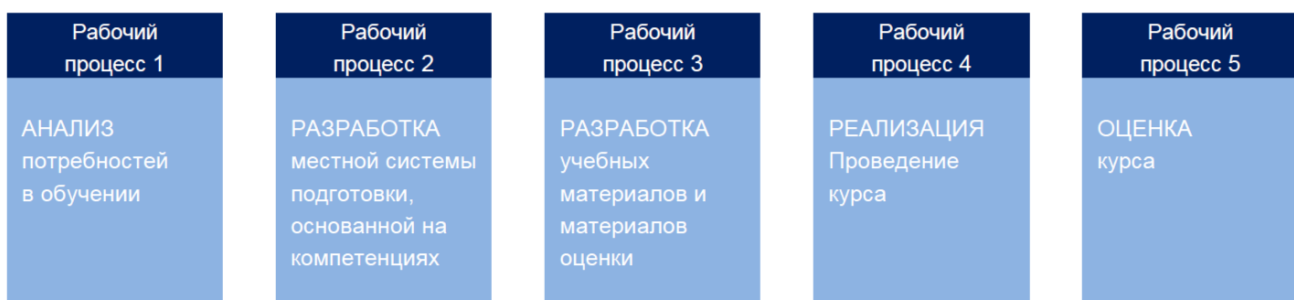 Рабочий
процесс 1
АНАЛИЗ
потребностей
в обучении
Рабочий
процесс 2
РАЗРАБОТКА
местной системы
подготовки,
основанной на
компетенциях
Рабочий
процесс 3
РАЗРАБОТКА
учебных
материалов и
материалов
оценки
Рабочий
процесс 4
РЕАЛИЗАЦИЯ
Проведение
курса
Рабочий
процесс 5
ОЦЕНКА
курса